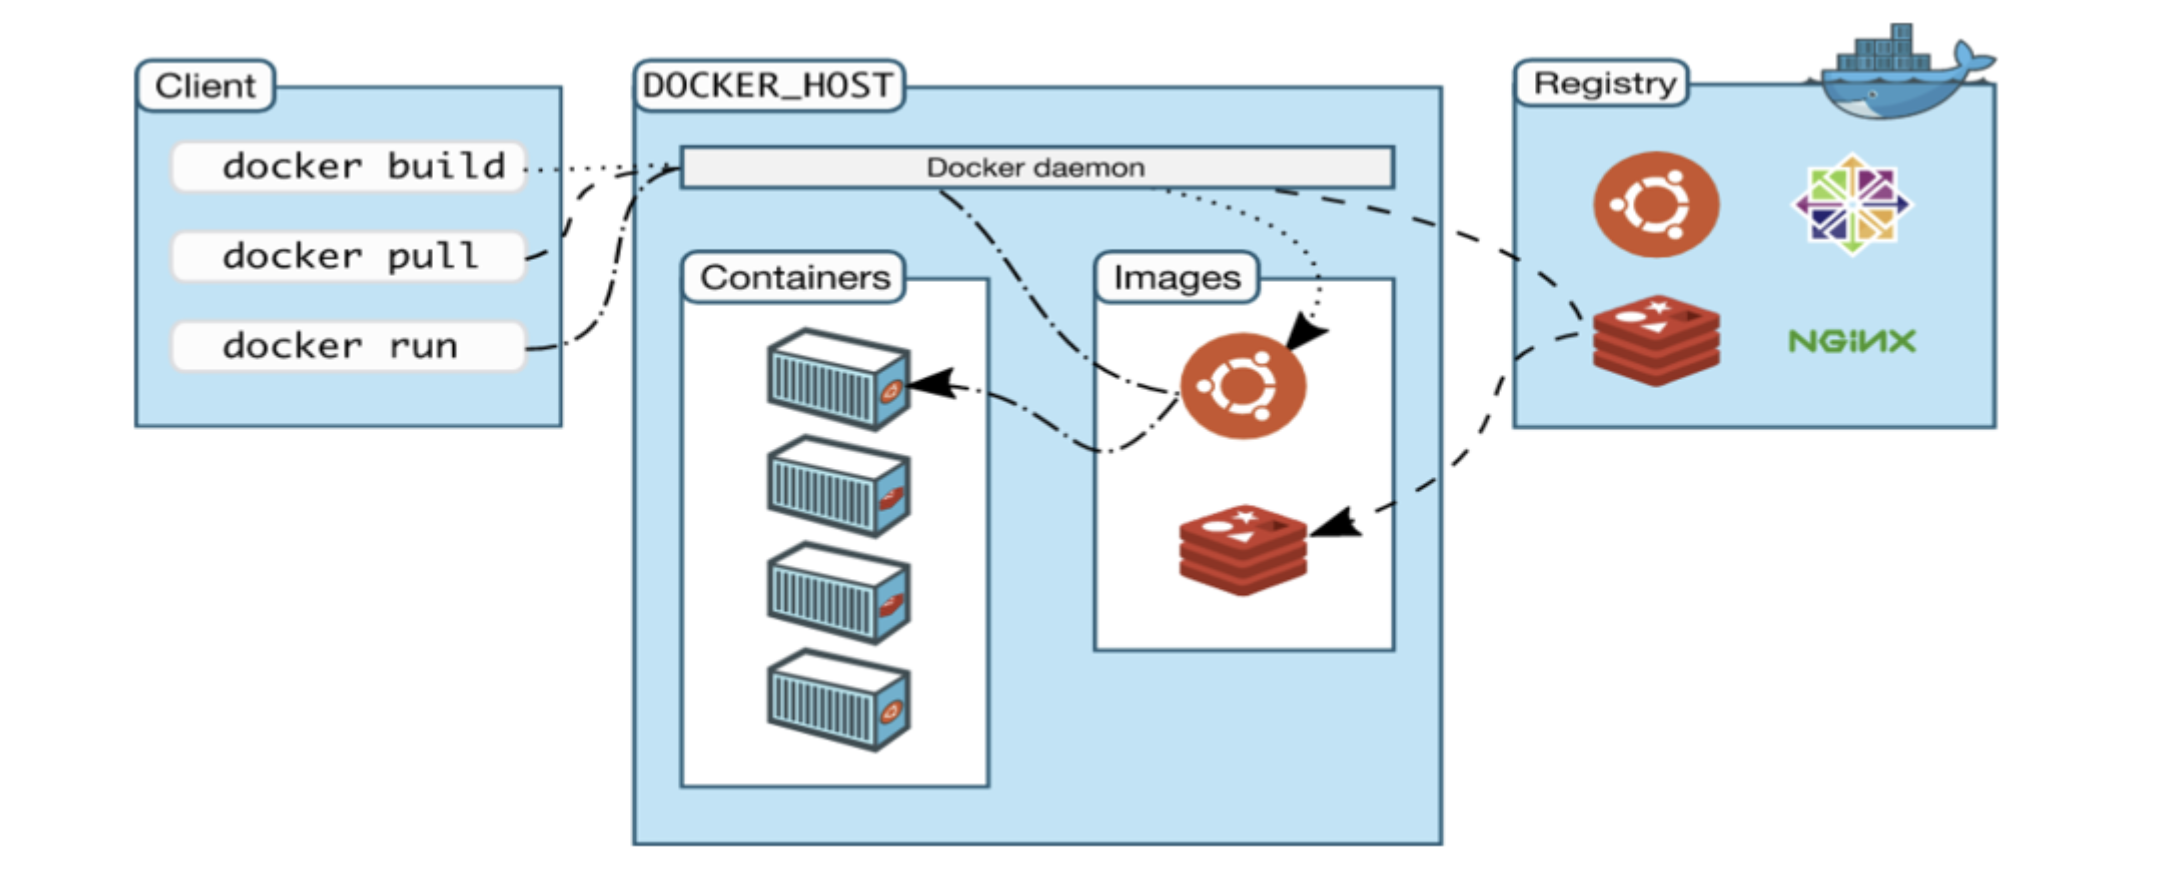 Client
docker build
docker pull
docker run
DOCKER_HOST
Docker daemon
Containers
Images
Registry
NGiNX